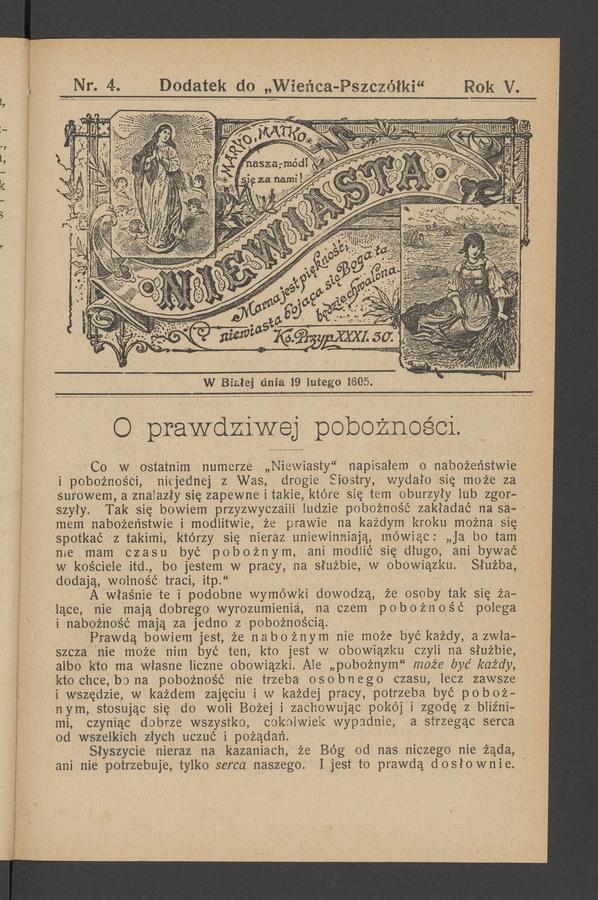 Nr. 4. Dodatek do „Wieńca-Pszczółki“ Rok V.
MARYO, MATKO
nasza, módl
się za nami!
NIEWIASTA
Marna jest piękność;
niewiasta bojąca się Boga ta
będzie chwalona.
Ks. Przyp. XXXI. 30.
W Białej dnia 19 lutego 1605.
O prawdziwej pobożności.
Co w ostatnim numerze „Niewiasty“ napisałem o nabożeństwie
i pobożności, niejednej z Was, drogie Siostry, wydało się może za
surowem, a znalazły się zapewne i takie, które się tem oburzyły lub zgor-
szyły. Tak się bowiem przyzwyczaili ludzie pobożność zakładać na sa-
mem nabożeństwie i modlitwie, że prawie na każdym kroku można się
spotkać z takimi, którzy się nieraz uniewinniają, mówiąc: „Ja bo tam
nie mam czasu być pobożnym, ani modlić się długo, ani bywać
w kościele itd., bo jestem w pracy, na służbie, w obowiązku. Służba,
dodają, wolność traci, itp.“
A właśnie te i podobne wymówki dowodzą, że osoby tak się ża-
lące, nie mają dobrego wyrozumienia, na czem pobożność polega
i nabożność mają za jedno z pobożnością.
Prawdą bowiem jest, że nabożnym nie może być każdy, a zwła-
szcza nie może nim być ten, kto jest w obowiązku czyli na służbie,
albo kto ma własne liczne obowiązki. Ale „pobożnym“ może być każdy,
kto chce, bo na pobożność nie trzeba osobnego czasu, lecz zawsze
i wszędzie, w każdem zajęciu i w każdej pracy, potrzeba być poboż-
nym, stosując się do woli Bożej i zachowując pokój i zgodę z bliźni-
mi, czyniąc dobrze wszystko, cokolwiek wypadnie, a strzegąc serca
od wszelkich złych uczuć i pożądań.
Słyszycie nieraz na kazaniach, że Bóg od nas niczego nie żąda,
ani nie potrzebuje, tylko serca naszego. I jest to prawdą dosłownie.